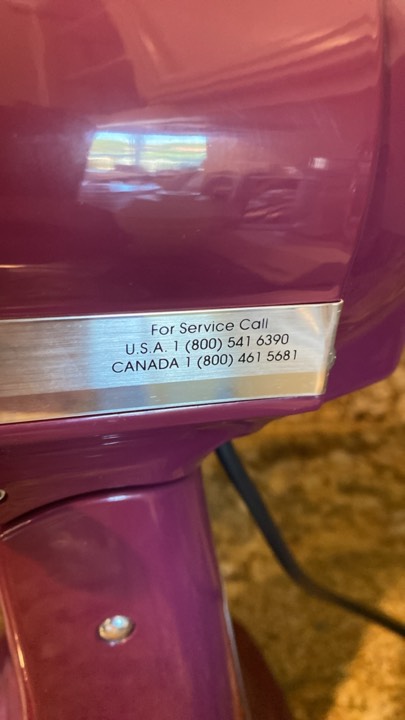 For Service Call
U.S.A. 1 (800) 541 6390
CANADA 1 (800) 461 5681